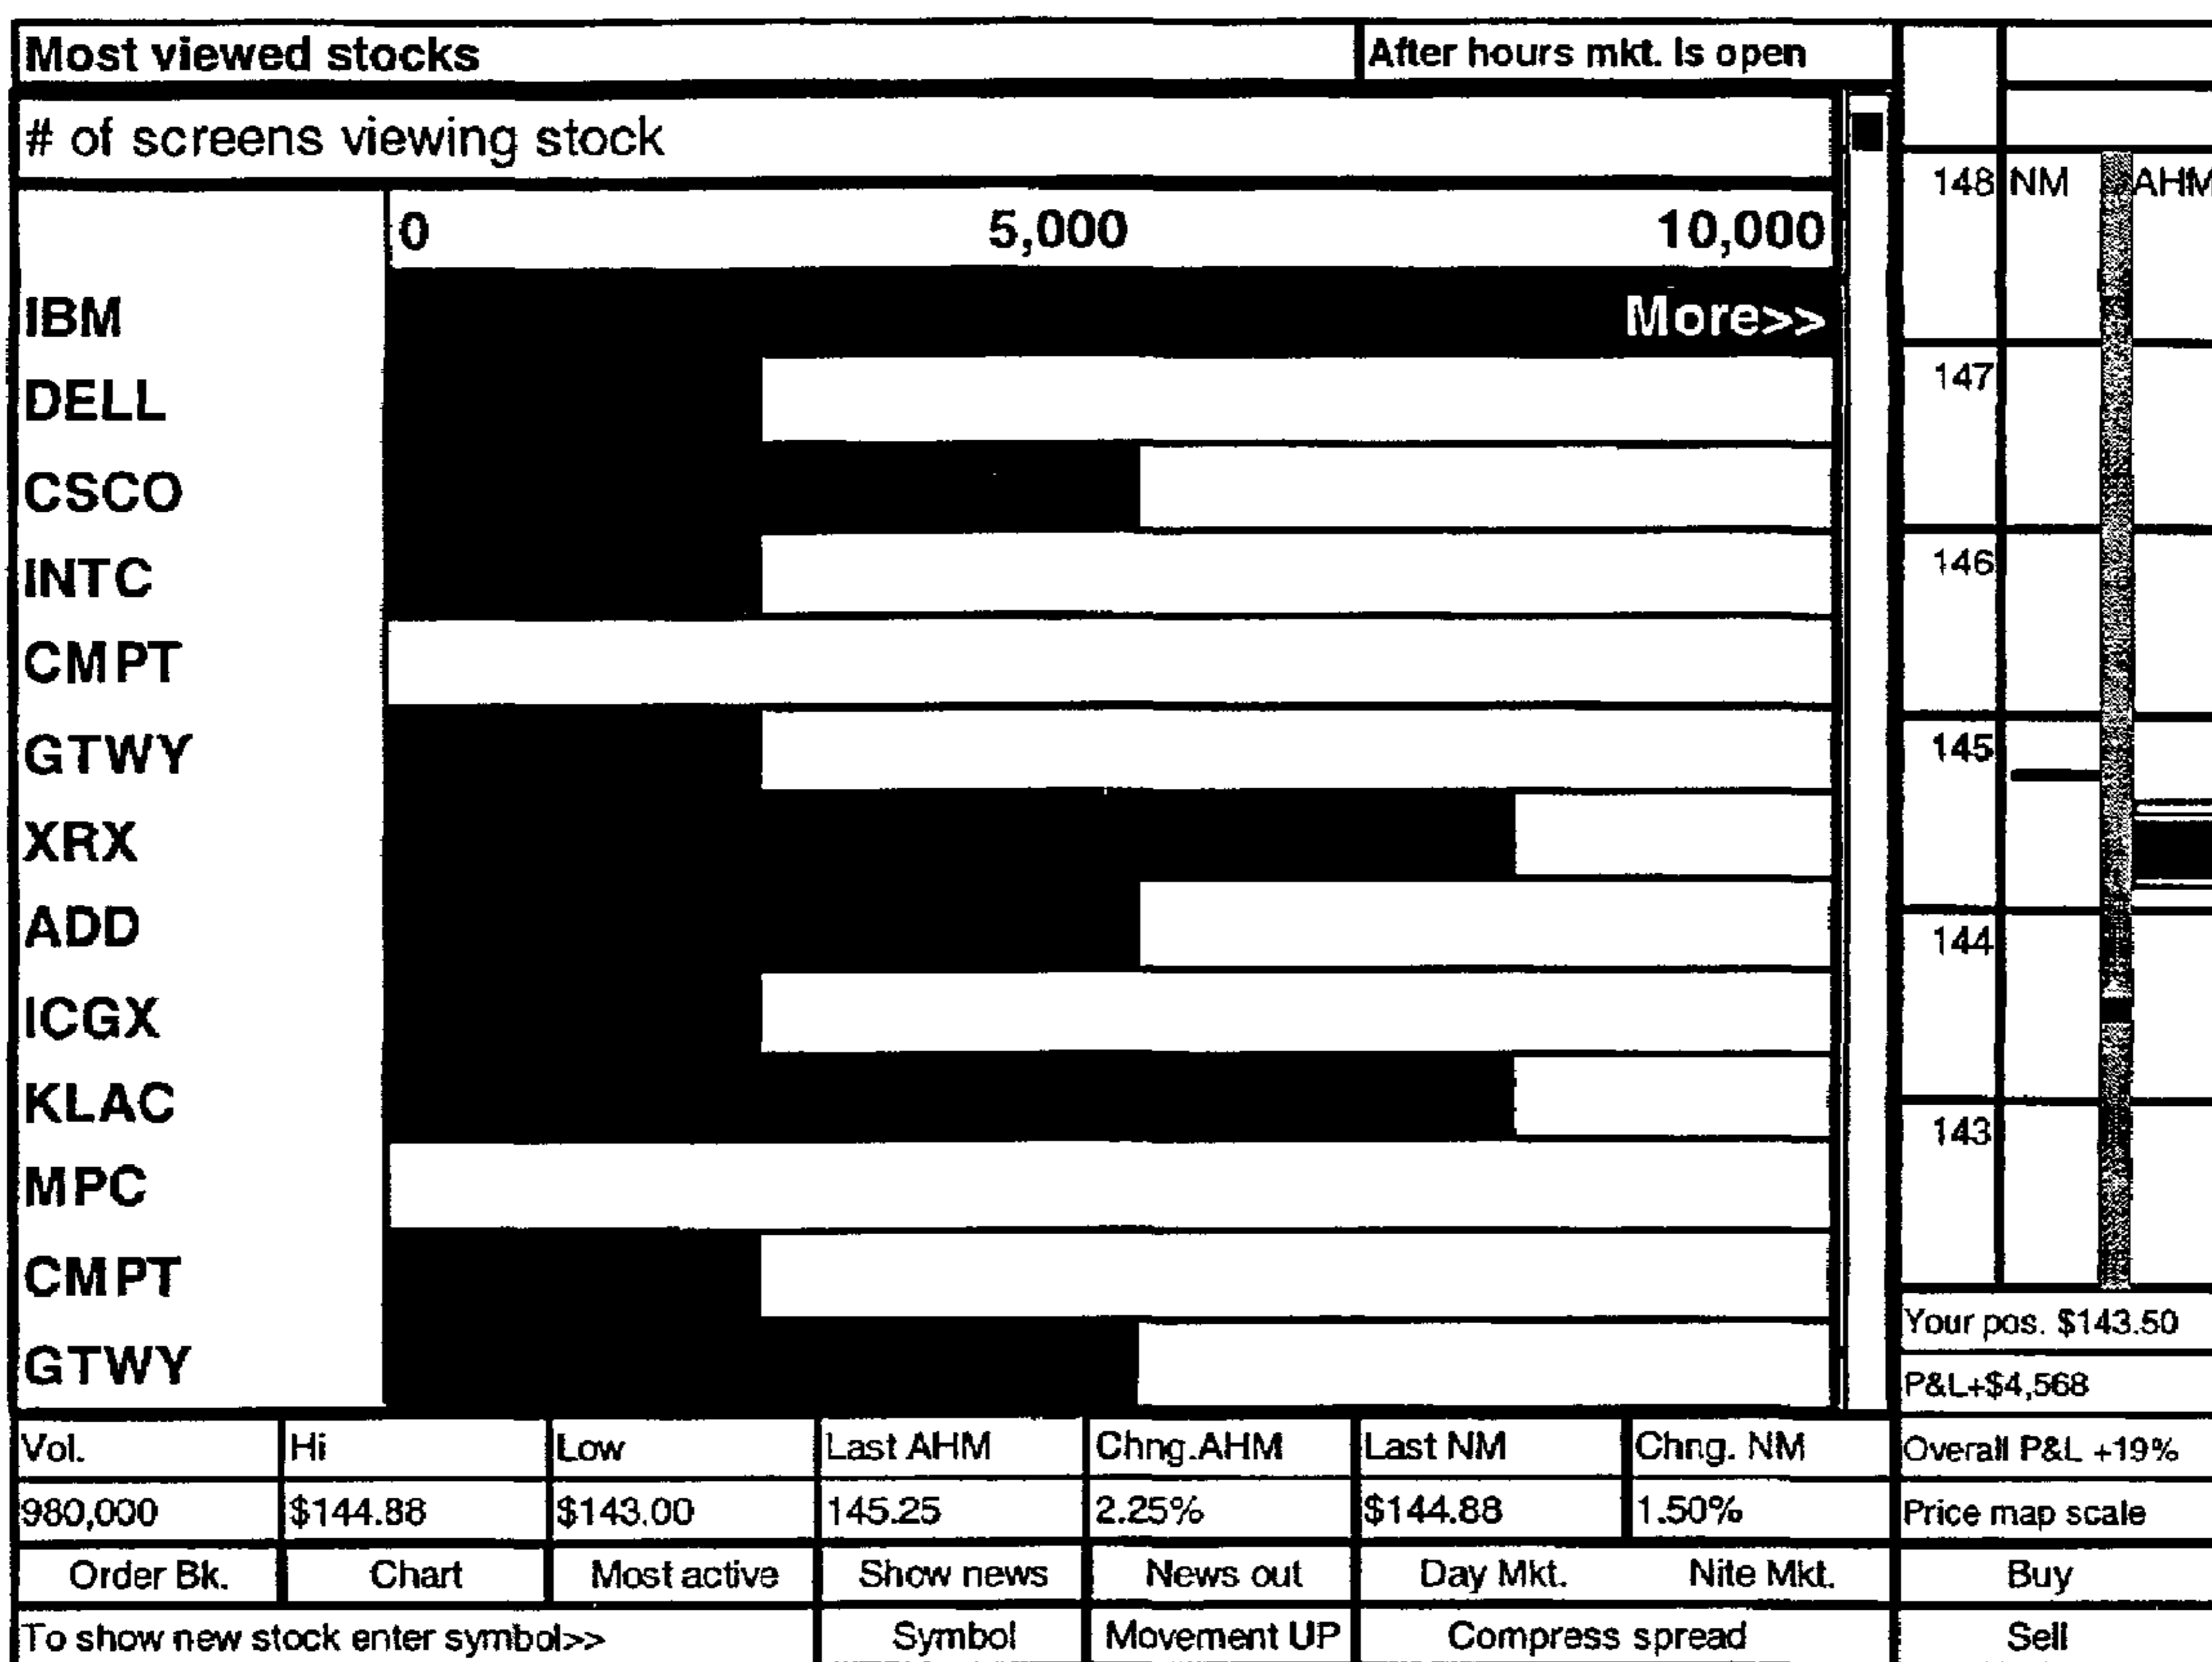 Most viewed stocks
After hours mkt. Is open
# of screens viewing stock
0 5,000 10,000
IBM More>>
DELL
CSCO
INTC
CMPT
GTWY
XRX
ADD
ICGX
KLAC
MPC
CMPT
GTWY
148 NM AHM
147
146
145
144
143
Your pos. $143.50
P&L+$4,568
Vol. Hi Low Last AHM Chng.AHM Last NM Chng. NM Overall P&L +19%
980,000 $144.88 $143.00 145.25 2.25% $144.88 1.50% Price map scale
Order Bk. Chart Most active Show news News out Day Mkt. Nite Mkt. Buy
To show new stock enter symbol>> Symbol Movement UP Compress spread Sell